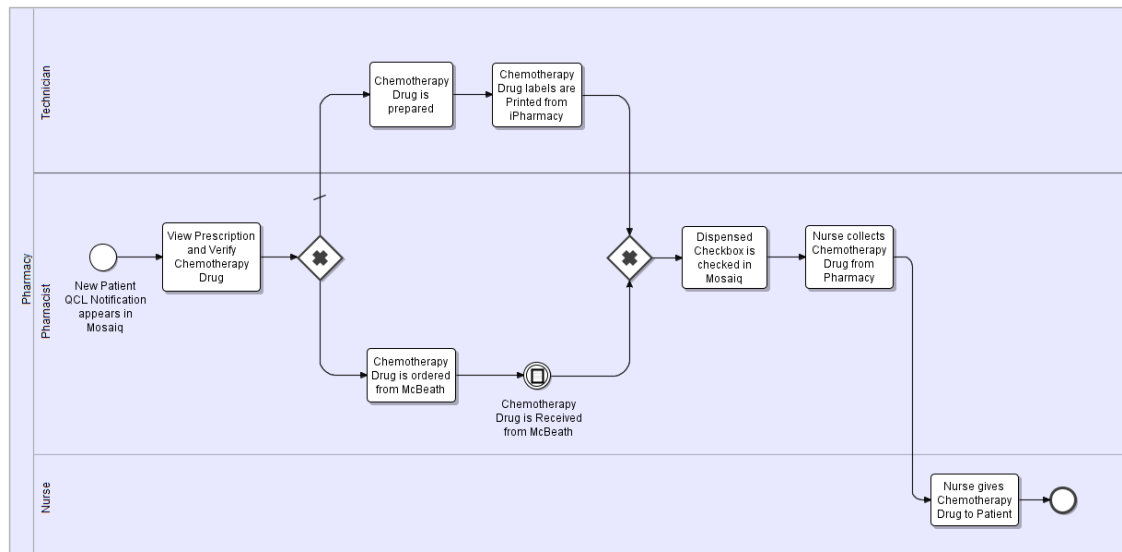 Pharmacy
Technician
Chemotherapy
Drug is
prepared
Chemotherapy
Drug labels are
Printed from
iPharmacy
Phamacist
New Patient
QCL Notification
appears in
Mosaiq
View Prescription
and Verify
Chemotherapy
Drug
Chemotherapy
Drug is ordered
from McBeath
Chemotherapy
Drug is Received
from McBeath
Dispensed
Checkbox is
checked in
Mosaiq
Nurse collects
Chemotherapy
Drug from
Pharmacy
Nurse
Nurse gives
Chemotherapy
Drug to Patient